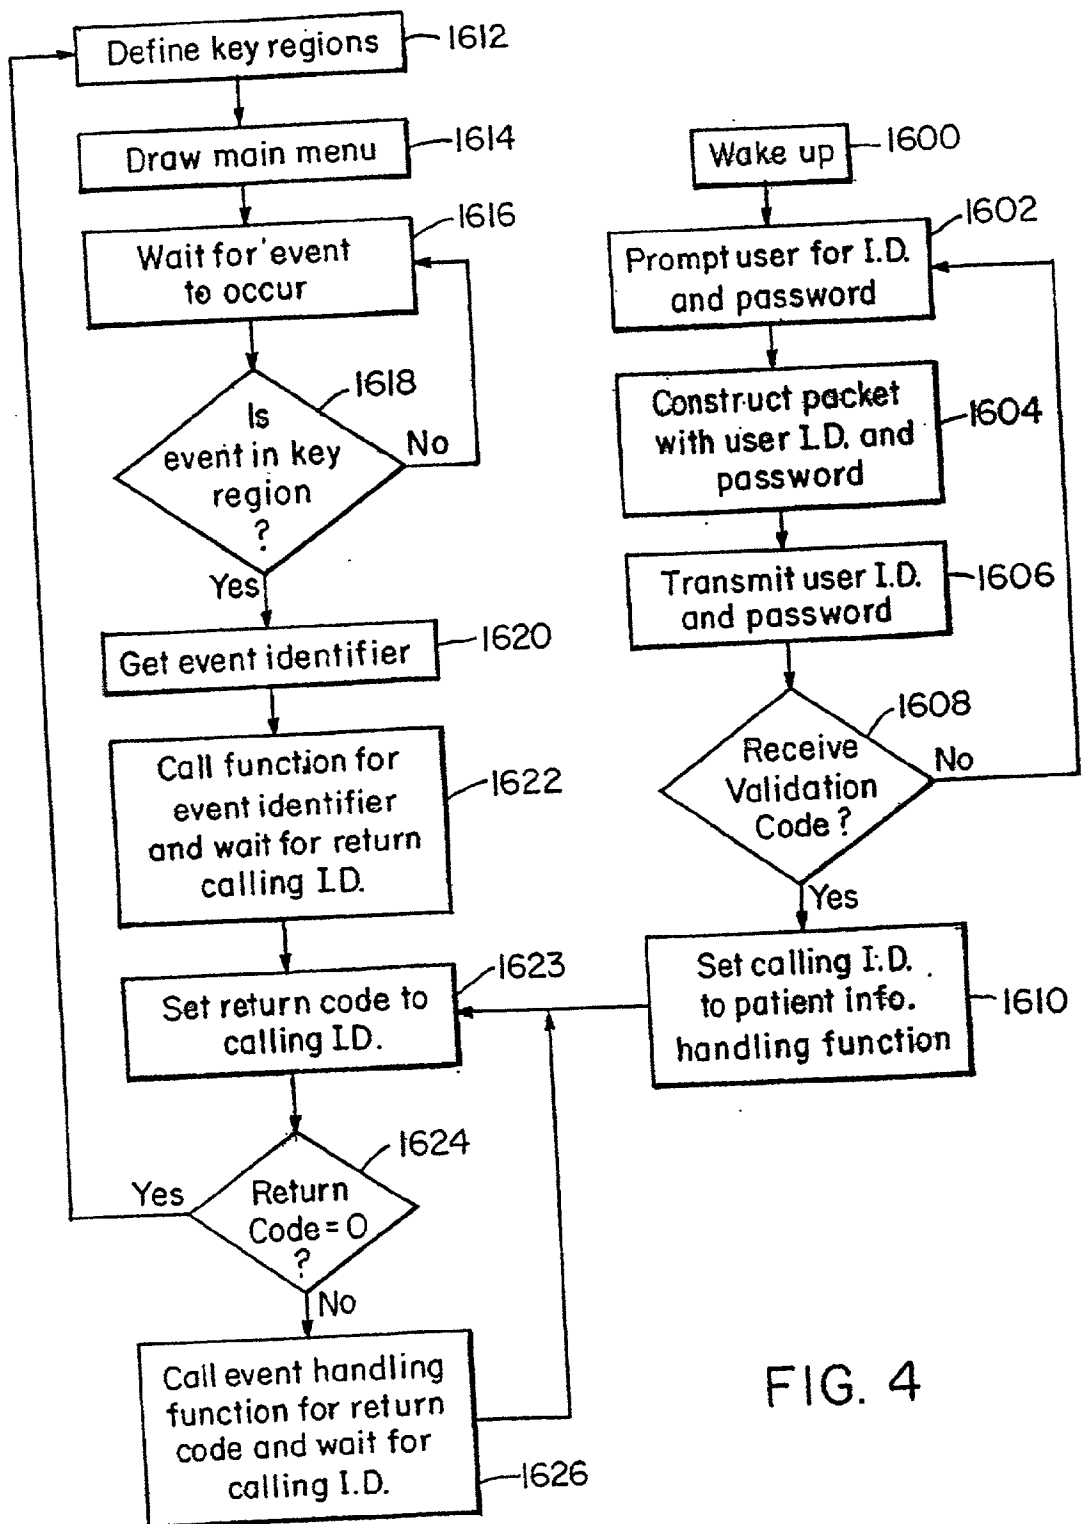 Define key regions
1612
Draw main menu
1614
Wait for event
to occur
1616
Is
event in key
region
?
1618
No
Yes
Get event identifier
1620
Call function for
event identifier
and wait for return
calling I.D.
1622
Set return code to
calling I.D.
1623
Return
Code = 0
?
1624
Yes
No
Call event handling
function for return
code and wait for
calling I.D.
1626
Wake up
1600
Prompt user for I.D.
and password
1602
Construct packet
with user I.D. and
password
1604
Transmit user I.D.
and password
1606
Receive
Validation
Code?
1608
No
Yes
Set calling I.D.
to patient info.
handling function
1610
FIG. 4